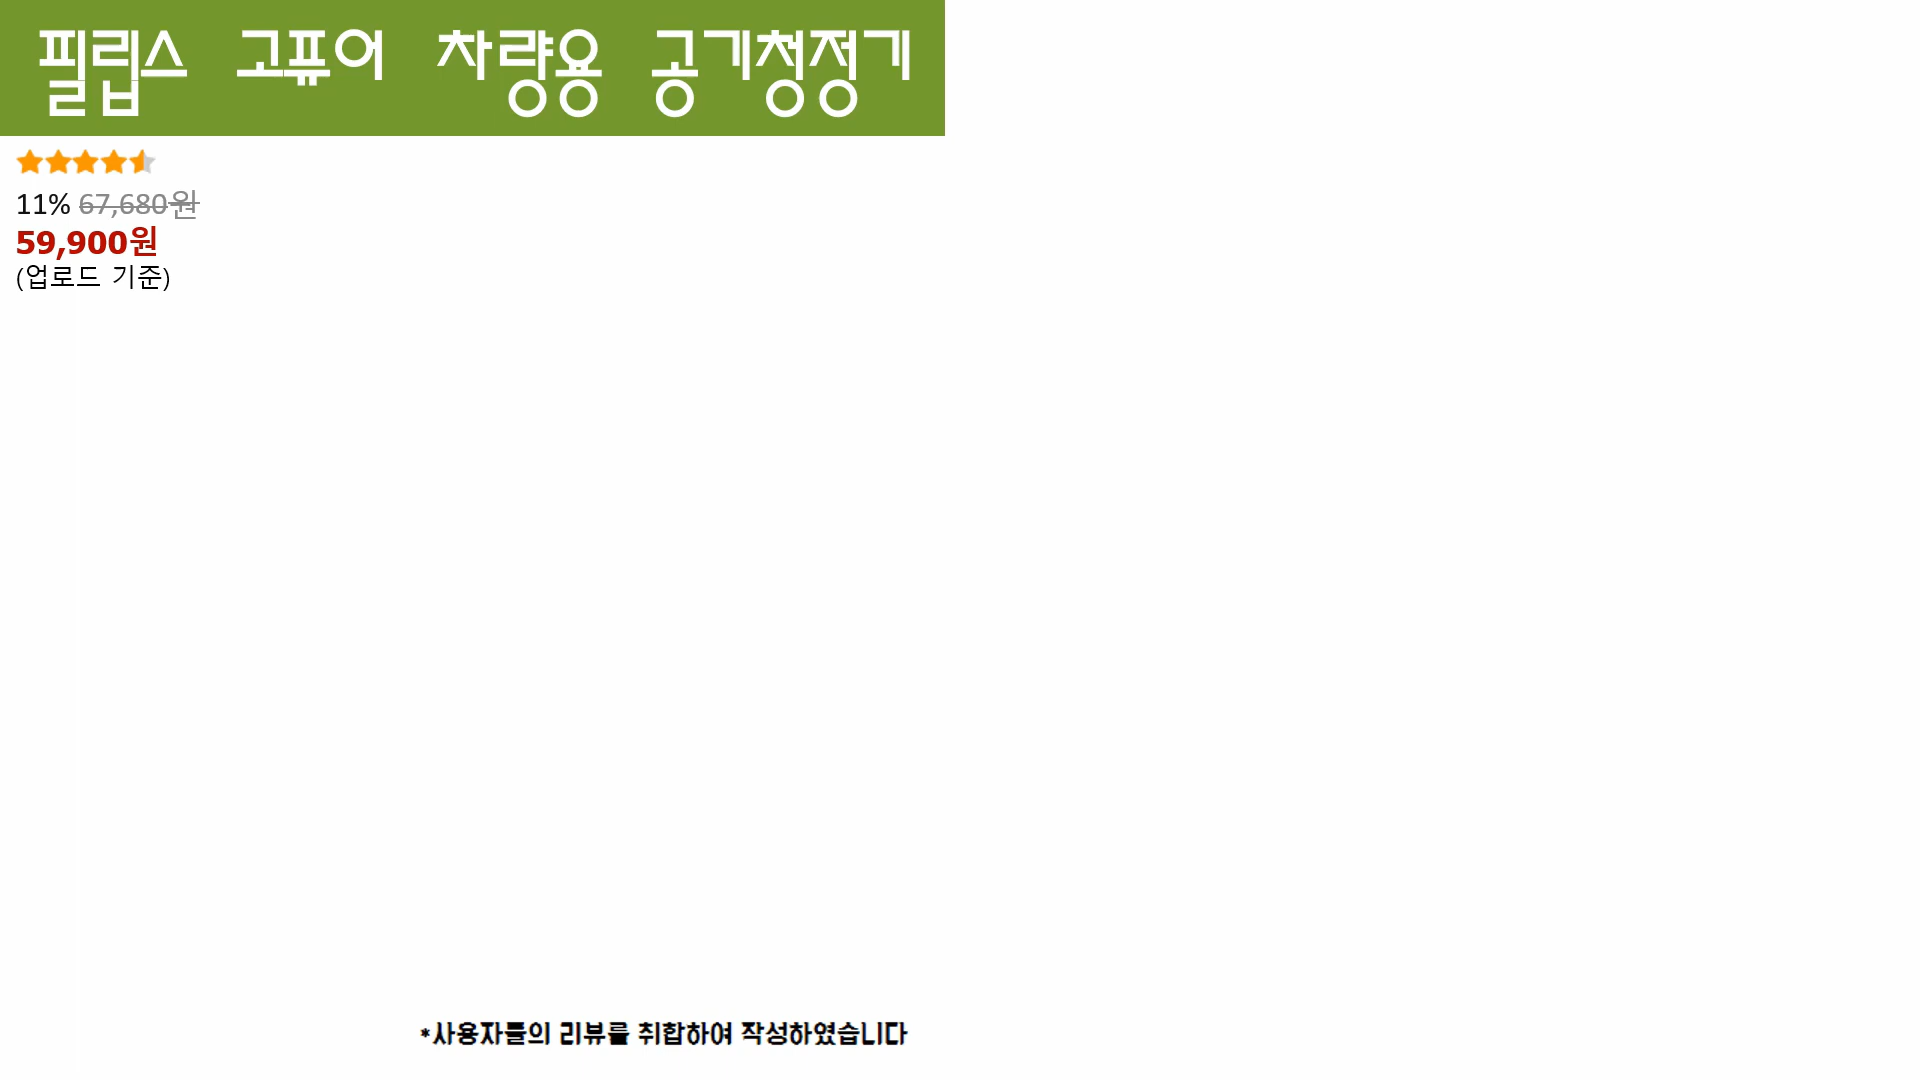 필립스 고퓨어 차량용 공기청정기
11% 67,680원
59,900원
(업로드 기준)
*사용자들의 리뷰를 취합하여 작성하였습니다